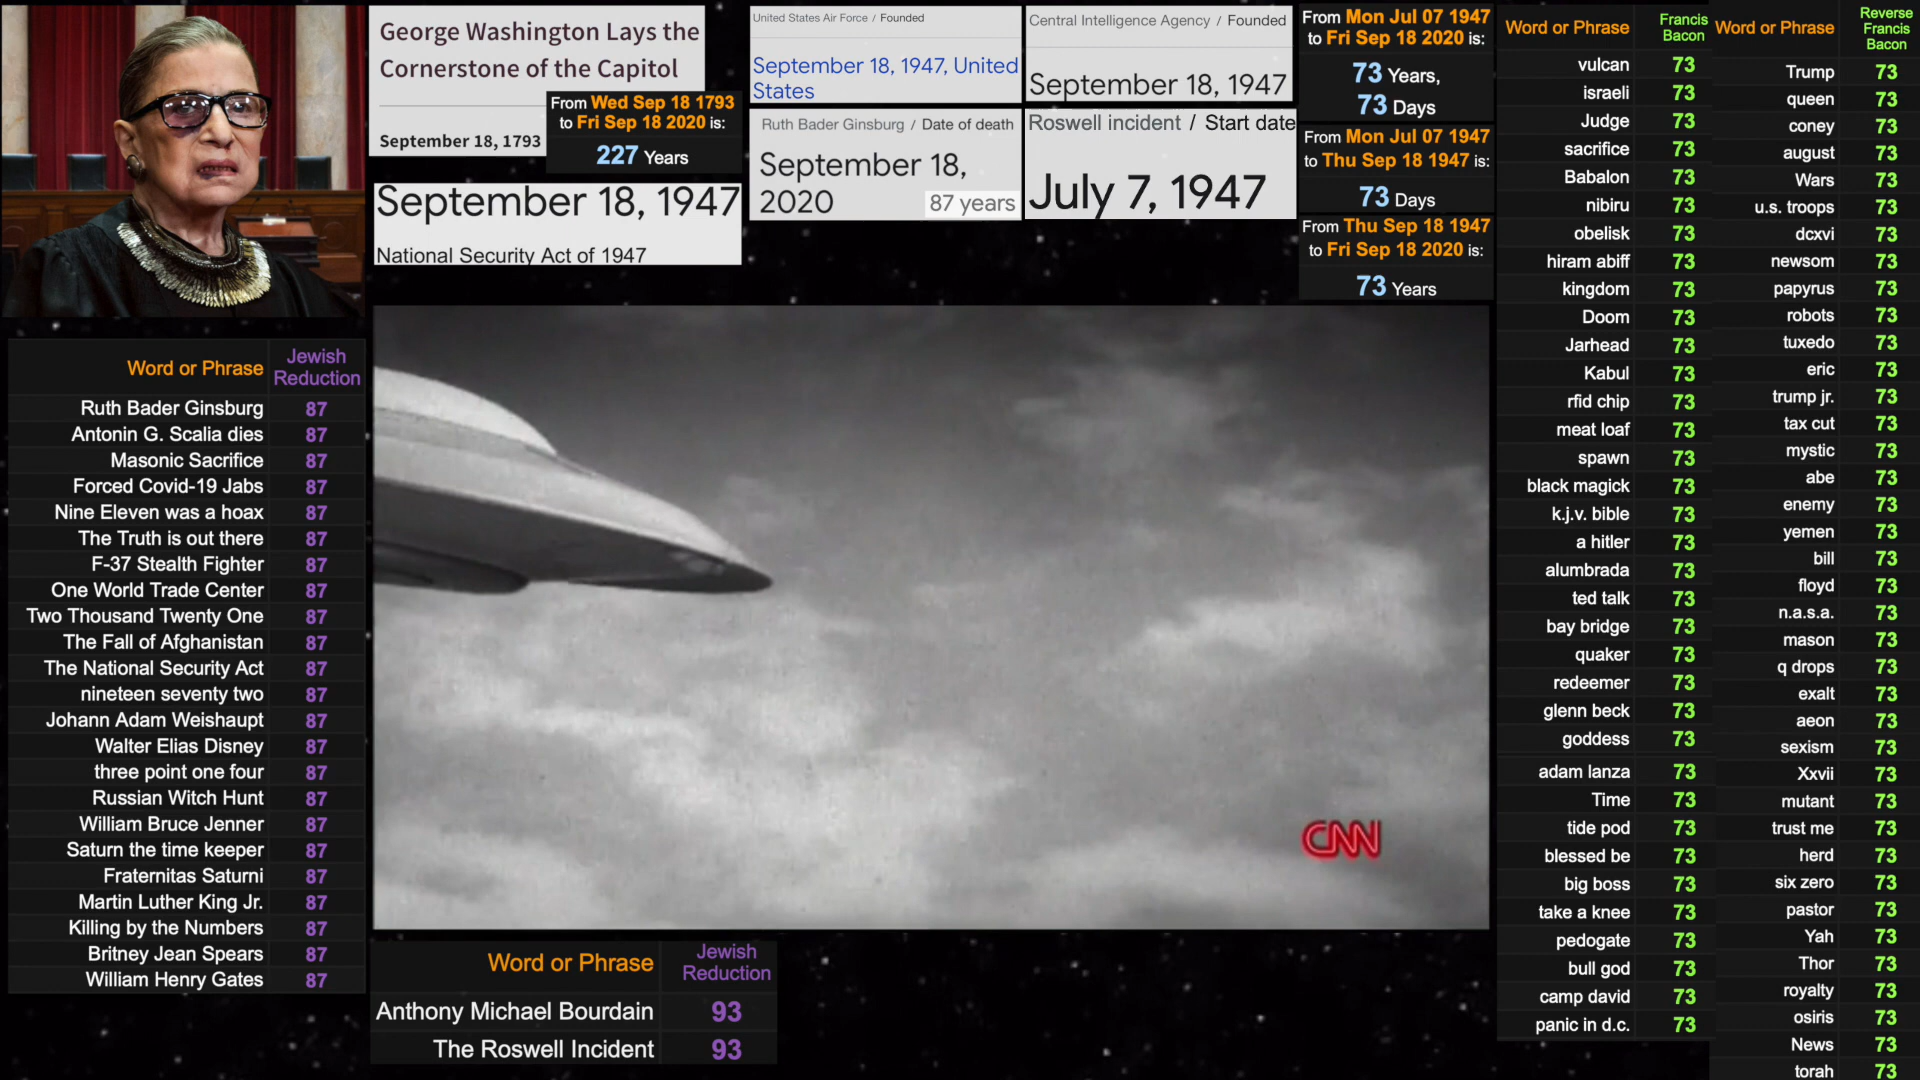 George Washington Lays the
Cornerstone of the Capitol
September 18, 1793
From Wed Sep 18 1793
to Fri Sep 18 2020 is:
227 Years
September 18, 1947
National Security Act of 1947
United States Air Force / Founded
September 18, 1947, United
States
Ruth Bader Ginsburg / Date of death
September 18,
2020
87 years
Central Intelligence Agency / Founded
September 18, 1947
Roswell incident / Start date
July 7, 1947
From Mon Jul 07 1947
to Fri Sep 18 2020 is:
73 Years,
73 Days
From Mon Jul 07 1947
to Thu Sep 18 1947 is:
73 Days
From Thu Sep 18 1947
to Fri Sep 18 2020 is:
73 Years
Word or Phrase Jewish
Reduction
Ruth Bader Ginsburg 87
Antonin G. Scalia dies 87
Masonic Sacrifice 87
Forced Covid-19 Jabs 87
Nine Eleven was a hoax 87
The Truth is out there 87
F-37 Stealth Fighter 87
One World Trade Center 87
Two Thousand Twenty One 87
The Fall of Afghanistan 87
The National Security Act 87
nineteen seventy two 87
Johann Adam Weishaupt 87
Walter Elias Disney 87
three point one four 87
Russian Witch Hunt 87
William Bruce Jenner 87
Saturn the time keeper 87
Fraternitas Saturni 87
Martin Luther King Jr. 87
Killing by the Numbers 87
Britney Jean Spears 87
William Henry Gates 87
CNN
Word or Phrase Jewish
Reduction
Anthony Michael Bourdain 93
The Roswell Incident 93
Word or Phrase Francis
Bacon
vulcan 73
israeli 73
Judge 73
sacrifice 73
Babalon 73
nibiru 73
obelisk 73
hiram abiff 73
kingdom 73
Doom 73
Jarhead 73
Kabul 73
rfid chip 73
meat loaf 73
spawn 73
black magick 73
k.j.v. bible 73
a hitler 73
alumbrada 73
ted talk 73
bay bridge 73
quaker 73
redeemer 73
glenn beck 73
goddess 73
adam lanza 73
Time 73
tide pod 73
blessed be 73
big boss 73
take a knee 73
pedogate 73
bull god 73
camp david 73
panic in d.c. 73
Word or Phrase Reverse
Francis
Bacon
Trump 73
queen 73
coney 73
august 73
Wars 73
u.s. troops 73
dcxvi 73
newsom 73
papyrus 73
robots 73
tuxedo 73
eric 73
trump jr. 73
tax cut 73
mystic 73
abe 73
enemy 73
yemen 73
bill 73
floyd 73
n.a.s.a. 73
mason 73
q drops 73
exalt 73
aeon 73
sexism 73
Xxvii 73
mutant 73
trust me 73
herd 73
six zero 73
pastor 73
Yah 73
Thor 73
royalty 73
osiris 73
News 73
torah 73